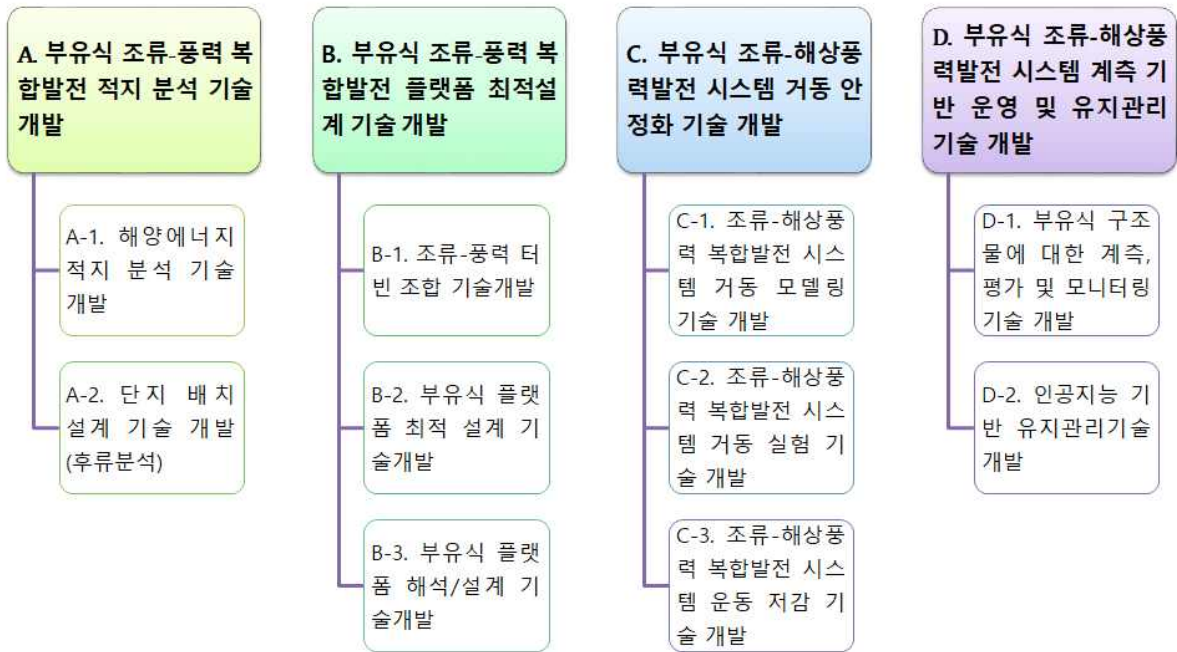 A. 부유식 조류-풍력 복
합발전 적지 분석 기술
개발
A-1. 해양에너지
적지 분석 기술
개발
A-2. 단지 배치
설계 기술 개발
(후류분석)
B. 부유식 조류-풍력 복
합발전 플랫폼 최적설
계 기술 개발
B-1. 조류-풍력 터
빈 조합 기술개발
B-2. 부유식 플랫
폼 최적 설계 기
술개발
B-3. 부유식 플랫
폼 해석/설계 기
술개발
C. 부유식 조류-해상풍
력발전 시스템 거동 안
정화 기술 개발
C-1. 조류-해상풍
력 복합발전 시스
템 거동 모델링
기술 개발
C-2. 조류-해상풍
력 복합발전 시스
템 거동 실험 기
술 개발
C-3. 조류-해상풍
력 복합발전 시스
템 운동 저감 기
술 개발
D. 부유식 조류-해상풍
력발전 시스템 계측 기
반 운영 및 유지관리
기술 개발
D-1. 부유식 구조
물에 대한 계측,
평가 및 모니터링
기술 개발
D-2. 인공지능 기
반 유지관리기술
개발